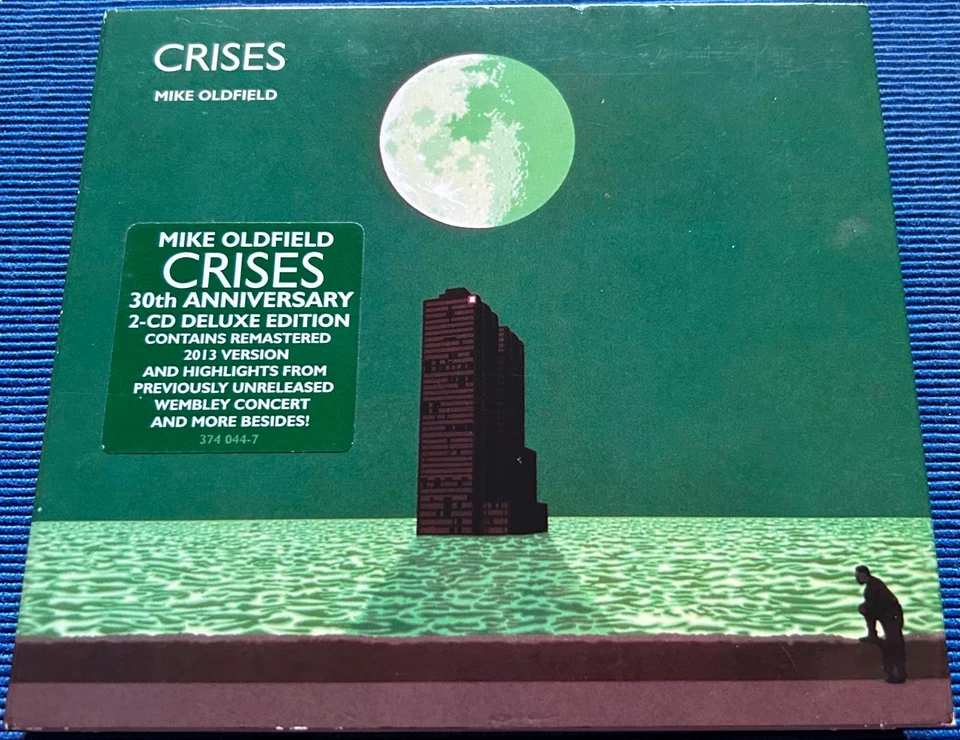 CRISES
MIKE OLDFIELD
MIKE OLDFIELD
CRISES
30th ANNIVERSARY
2-CD DELUXE EDITION
CONTAINS REMASTERED
2013 VERSION
AND HIGHLIGHTS FROM
PREVIOUSLY UNRELEASED
WEMBLEY CONCERT
AND MORE BESIDES!
374 044-7